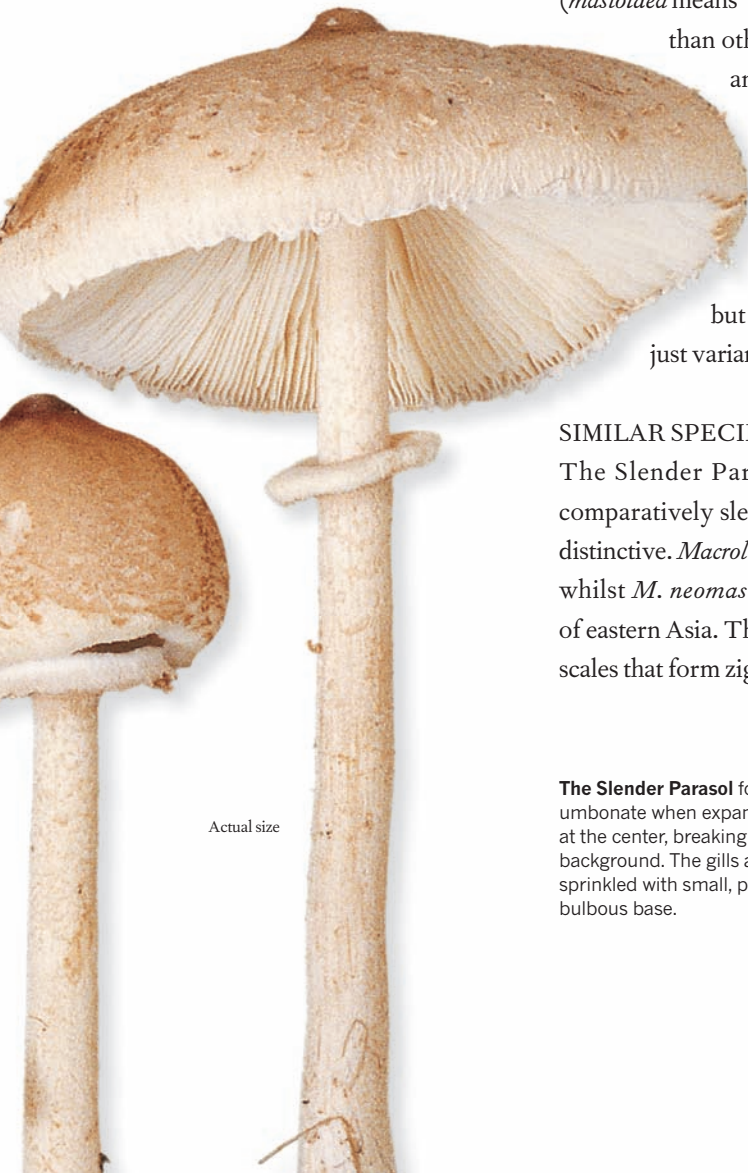 (mastoidea means
than oth
ar
but
just varian
SIMILAR SPECI
The Slender Par
comparatively sle
distinctive. Macrol
whilst M. neomas
of eastern Asia. Th
scales that form zig
Actual size
The Slender Parasol fo
umbonate when expan
at the center, breaking
background. The gills a
sprinkled with small, p
bulbous base.